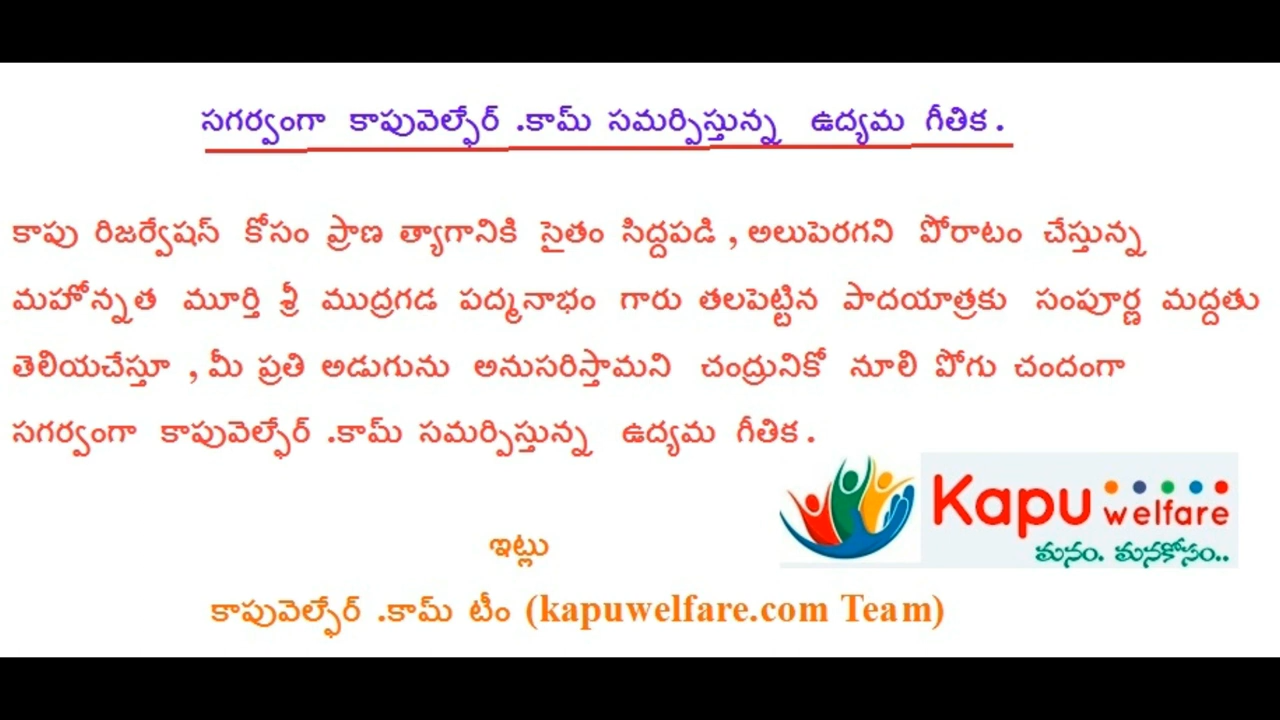 సగర్వంగా కాపువెల్ఫేర్ .కామ్ సమర్పిస్తున్న ఉద్యమ గీతిక.
కాపు రిజర్వేషన్ కోసం ప్రాణ త్యాగానికి సైతం సిద్దపడి , అలుపెరగని పోరాటం చేస్తున్న
మహోన్నత మూర్తి శ్రీ ముద్రగడ పద్మనాభం గారు తలపెట్టిన పాదయాత్రకు సంపూర్ణ మద్దతు
తెలియచేస్తూ , మీ ప్రతి అడుగును అనుసరిస్తామని చంద్రునికో నూలి పోగు చందంగా
సగర్వంగా కాపువెల్ఫేర్ .కామ్ సమర్పిస్తున్న ఉద్యమ గీతిక.
Kapu
welfare
మనం. మనకోసం..
ఇట్లు
కాపువెల్ఫేర్ .కామ్ టీం (kapuwelfare.com Team)